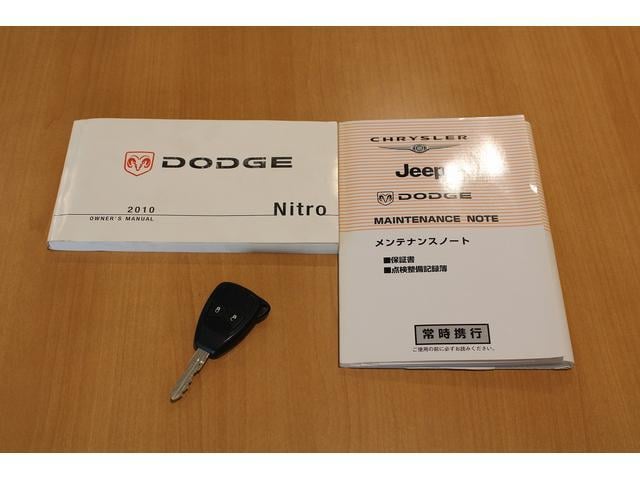 DODGE
2010
OWNER'S MANUAL
Nitro
CHRYSLER
Jeep
DODGE
MAINTENANCE NOTE
メンテナンスノート
■保証書
■点検整備記録簿
常時携行
ご使用の前に必ずお読みください。